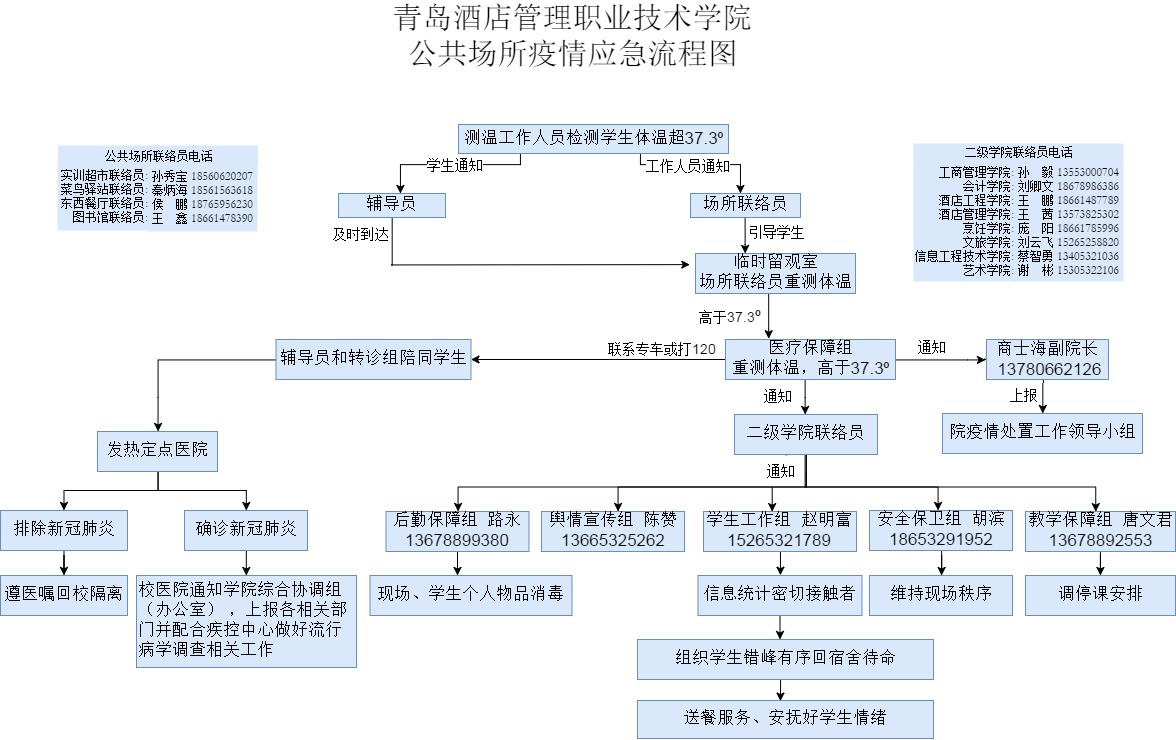 青岛酒店管理职业技术学院
公共场所疫情应急流程图
测温工作人员检测学生体温超37.3º
公共场所联络员电话
实训超市联络员: 孙秀宝 18560620207
菜鸟驿站联络员: 秦炳海 18561563618
东西餐厅联络员: 侯　鹏 18765956230
图书馆联络员: 王　鑫 18661478390
二级学院联络员电话
工商管理学院: 孙　毅 13553000704
会计学院: 刘卿文 18678986386
酒店工程学院: 王　鹏 18661487789
酒店管理学院: 王　茜 13573825302
烹饪学院: 庞　阳 18661785996
文旅学院: 刘云飞 15265258820
信息工程技术学院: 蔡智勇 13405321036
艺术学院: 谢　彬 15305322106
学生通知
工作人员通知
辅导员
场所联络员
及时到达
引导学生
临时留观室
场所联络员重测体温
高于37.3º
辅导员和转诊组陪同学生
联系专车或打120
医疗保障组
重测体温，高于37.3º
通知
商士海副院长
13780662126
通知
上报
二级学院联络员
院疫情处置工作领导小组
发热定点医院
通知
排除新冠肺炎
确诊新冠肺炎
后勤保障组 路永
13678899380
舆情宣传组 陈赞
13665325262
学生工作组 赵明富
15265321789
安全保卫组 胡滨
18653291952
教学保障组 唐文君
13678892553
遵医嘱回校隔离
校医院通知学院综合协调组
（办公室），上报各相关部
门并配合疾控中心做好流行
病学调查相关工作
现场、学生个人物品消毒
信息统计密切接触者
维持现场秩序
调停课安排
组织学生错峰有序回宿舍待命
送餐服务、安抚好学生情绪